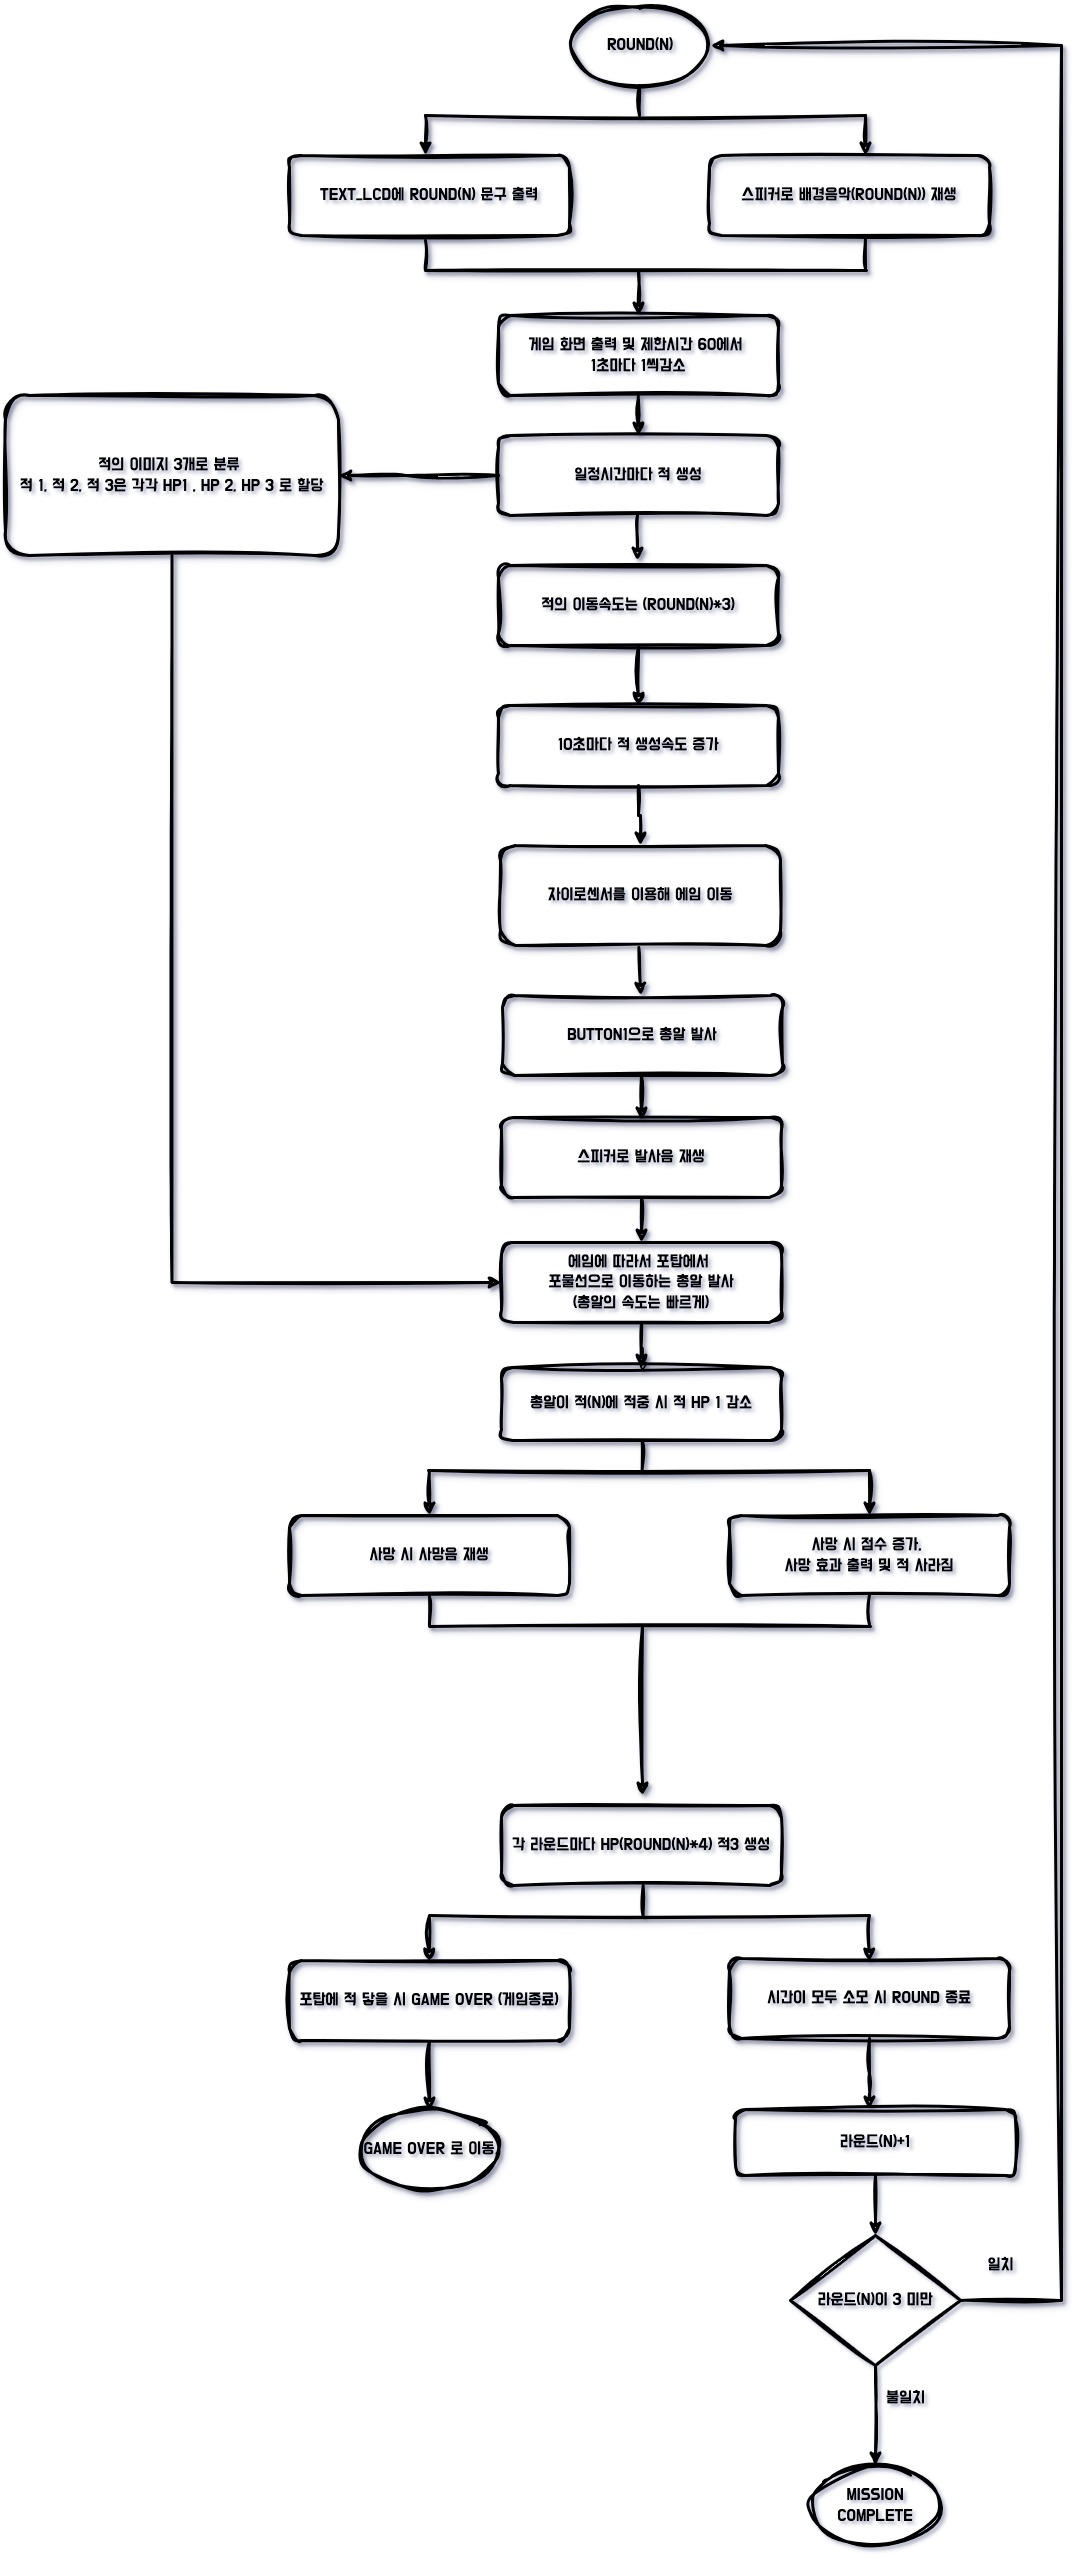 ROUND(N)
TEXT_LCD에 ROUND(N) 문구 출력
스피커로 배경음악(ROUND(N)) 재생
게임 화면 출력 및 제한시간 60에서
1초마다 1씩감소
적의 이미지 3개로 분류
적 1, 적 2, 적 3은 각각 HP1 , HP 2, HP 3 로 할당
일정시간마다 적 생성
적의 이동속도는 (ROUND(N)*3)
10초마다 적 생성속도 증가
자이로센서를 이용해 에임 이동
BUTTON1으로 총알 발사
스피커로 발사음 재생
에임에 따라서 포탑에서
포물선으로 이동하는 총알 발사
(총알의 속도는 빠르게)
총알이 적(N)에 적중 시 적 HP 1 감소
사망 시 사망음 재생
사망 시 점수 증가,
사망 효과 출력 및 적 사라짐
각 라운드마다 HP(ROUND(N)*4) 적3 생성
포탑에 적 닿을 시 GAME OVER (게임종료)
시간이 모두 소모 시 ROUND 종료
GAME OVER 로 이동
라운드(N)+1
일치
라운드(N)이 3 미만
불일치
MISSION
COMPLETE